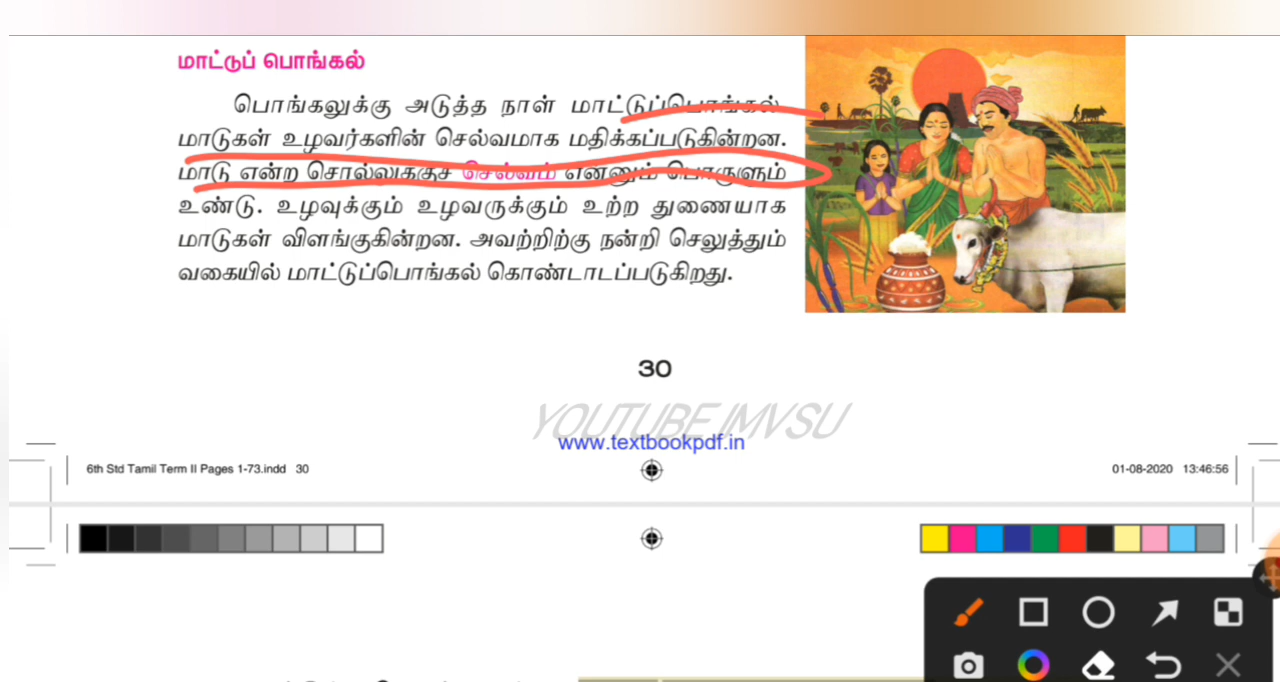 மாட்டுப் பொங்கல்
பொங்கலுக்கு அடுத்த நாள் மாட்டுப்பொங்கல்.
மாடுகள் உழவர்களின் செல்வமாக மதிக்கப்படுகின்றன.
மாடு என்ற சொல்லுக்குச் செல்வம் என்னும் பொருளும்
உண்டு. உழவுக்கும் உழவருக்கும் உற்ற துணையாக
மாடுகள் விளங்குகின்றன. அவற்றிற்கு நன்றி செலுத்தும்
வகையில் மாட்டுப்பொங்கல் கொண்டாடப்படுகிறது.
30
YOUTUBE IMVSU
www.textbookpdf.in
6th Std Tamil Term II Pages 1-73.indd 30
01-08-2020 13:46:56